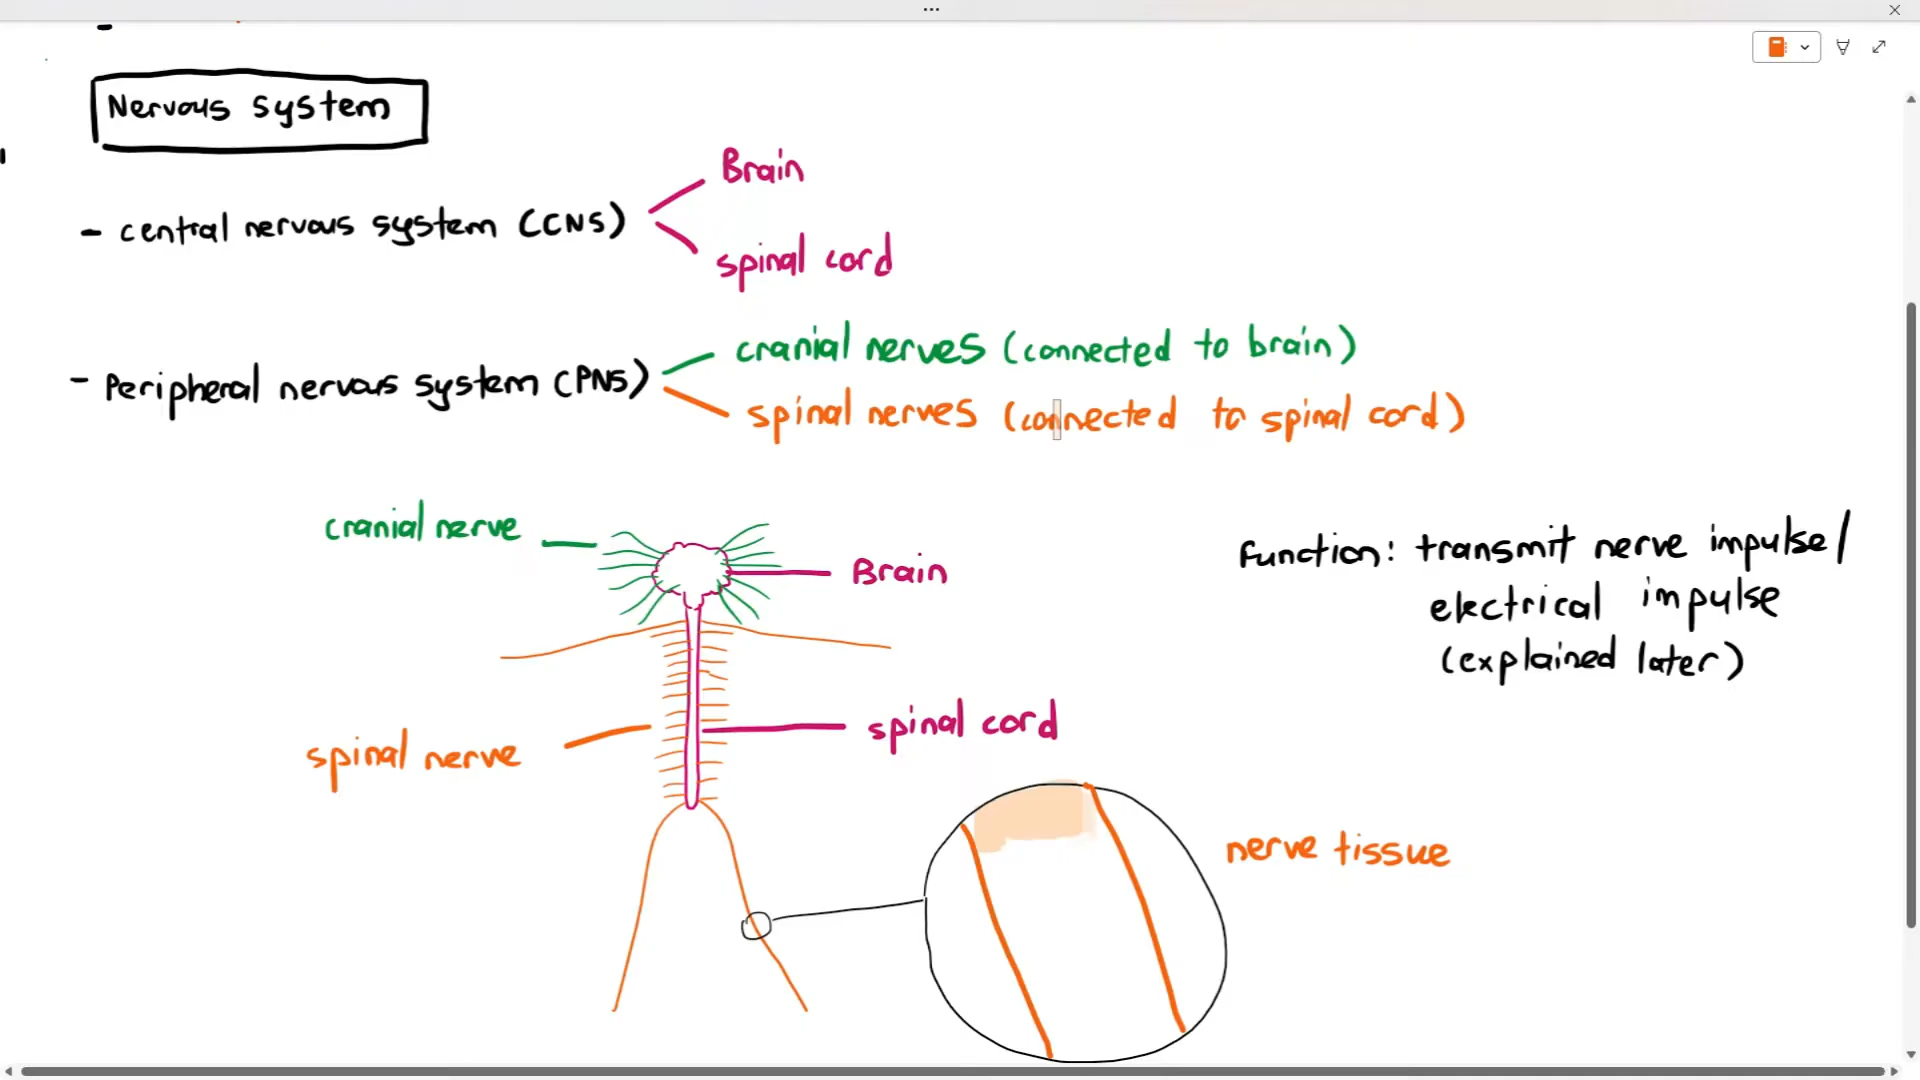 Nervous system
Brain
- central nervous system (CNS)
spinal cord
cranial nerves (connected to brain)
- Peripheral nervous system (PNS)
spinal nerves (connected to spinal cord)
cranial nerve
Brain
Function: transmit nerve impulse/
electrical impulse
(explained later)
spinal cord
spinal nerve
nerve tissue